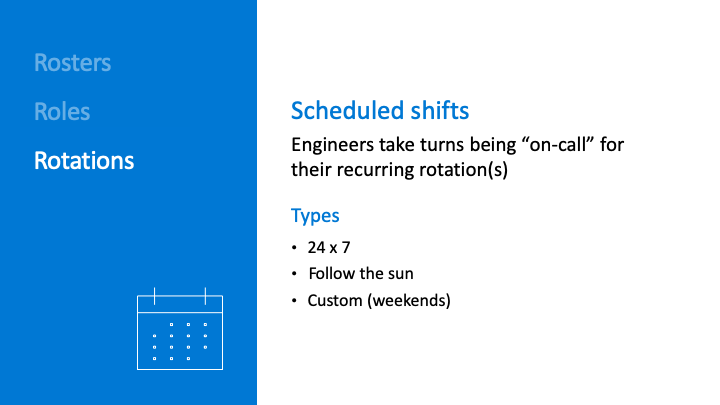 Rosters
Roles
Rotations
Scheduled shifts
Engineers take turns being “on-call” for
their recurring rotation(s)
Types
• 24 x 7
• Follow the sun
• Custom (weekends)